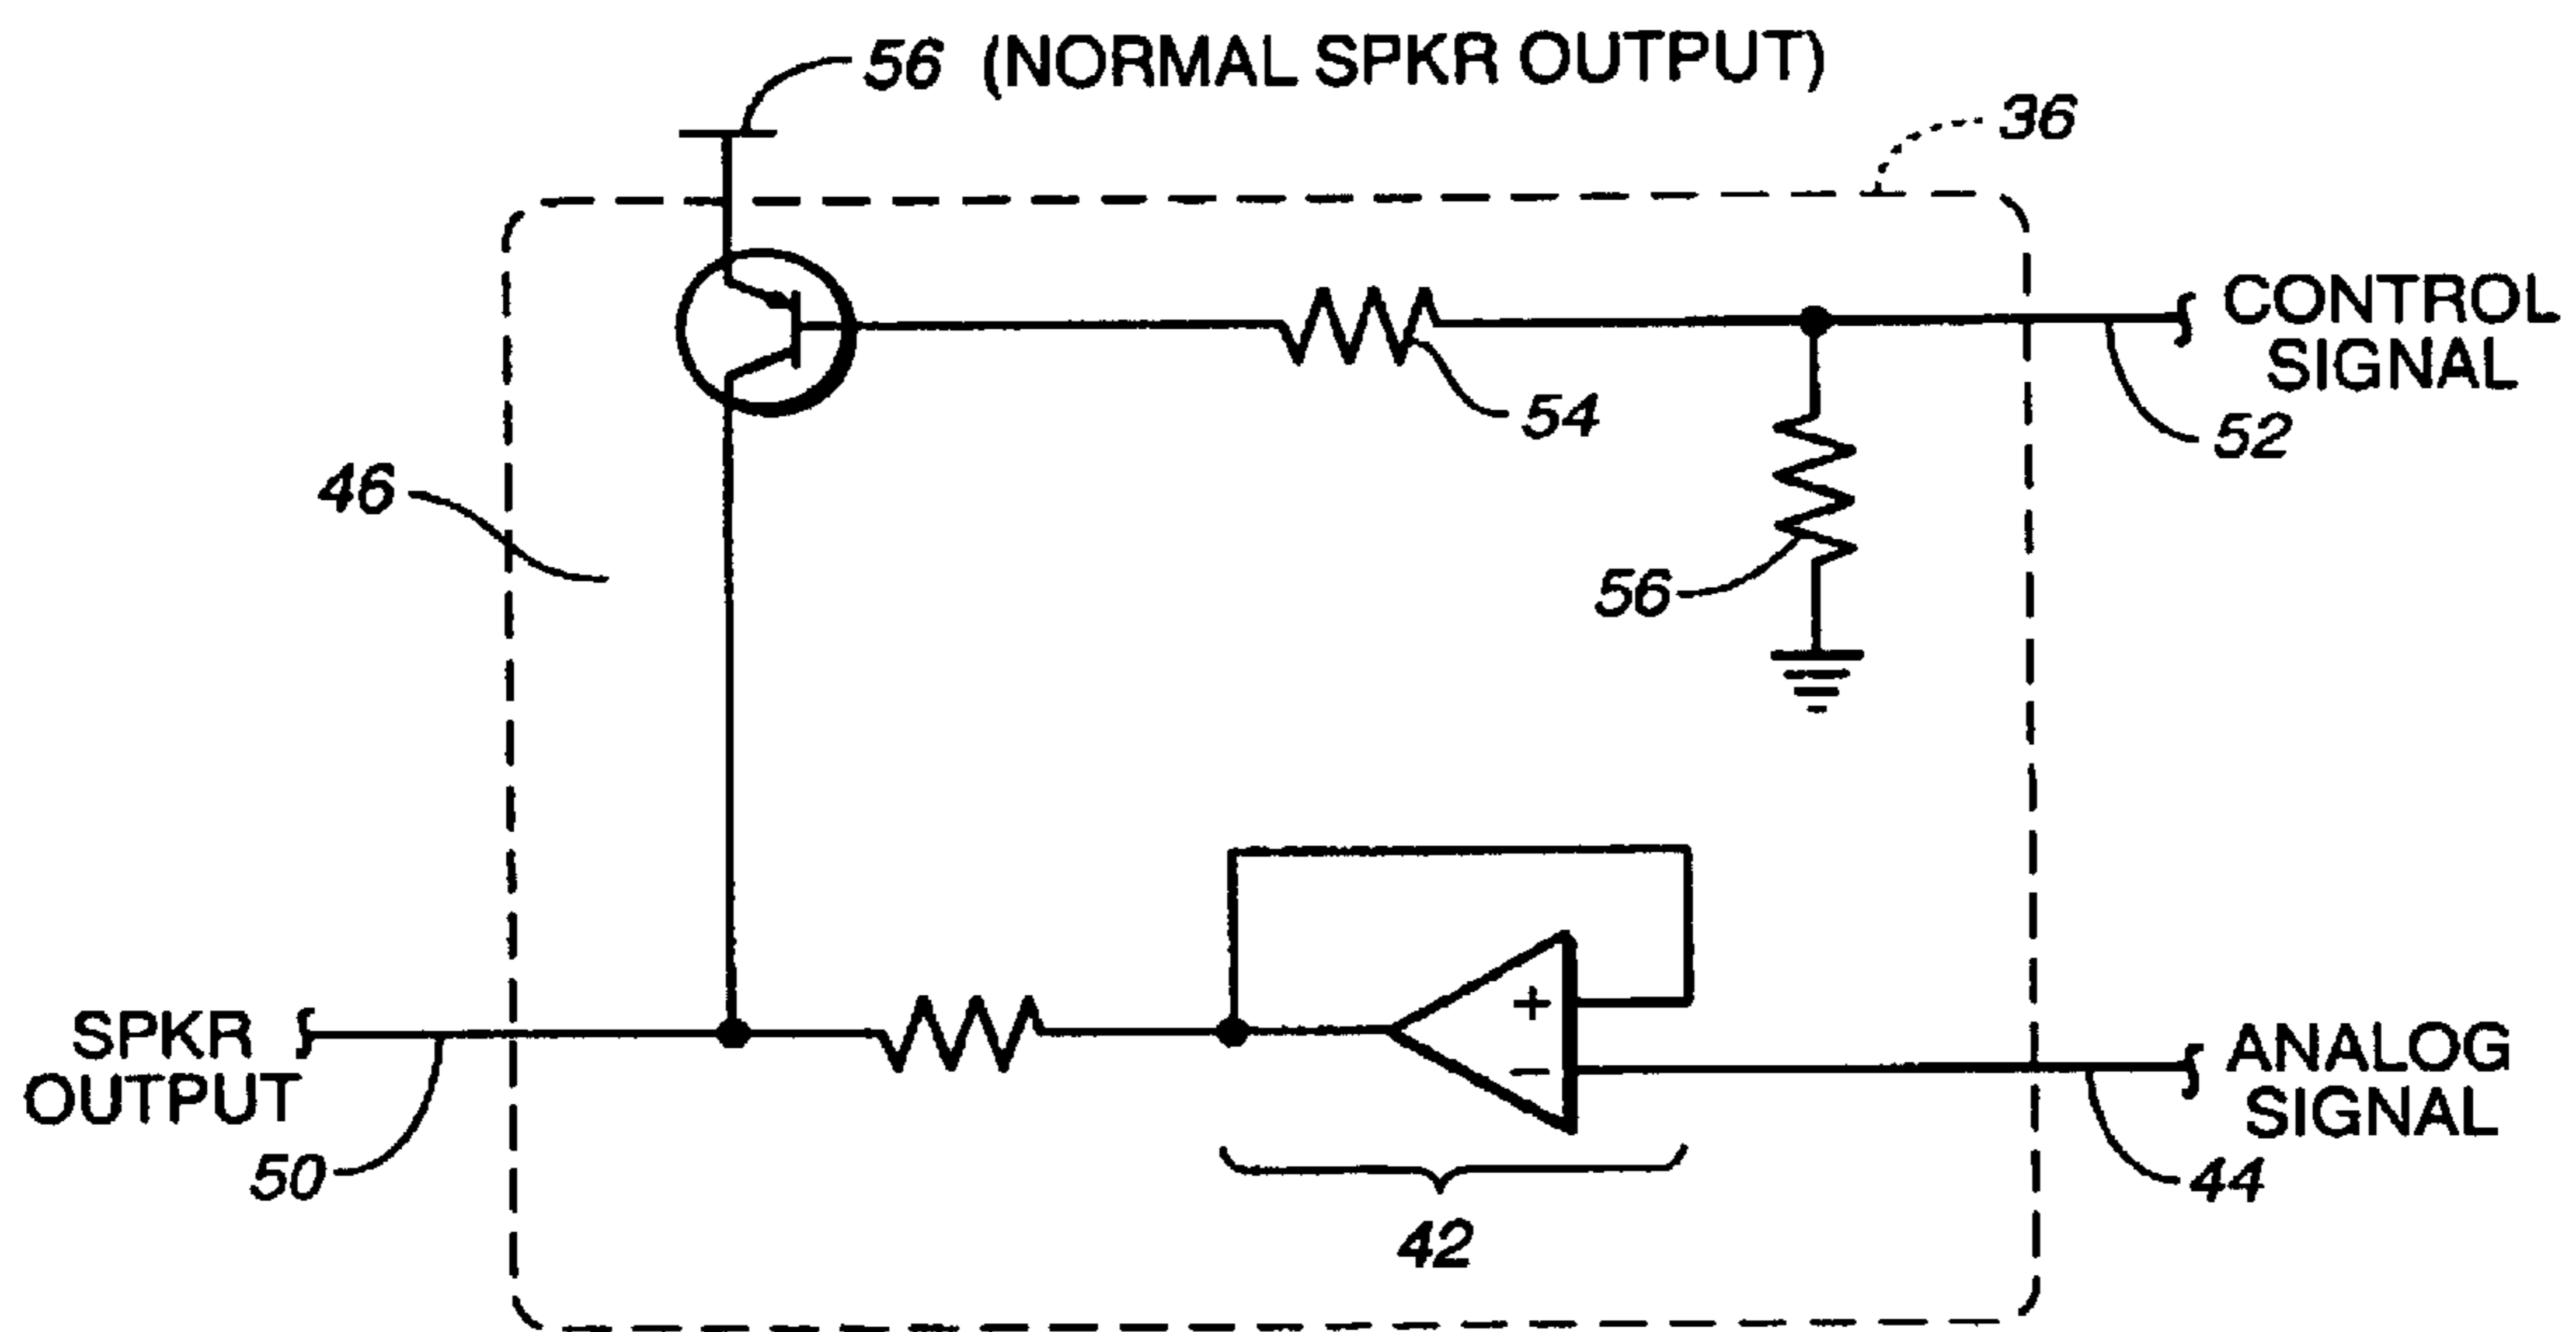 56 (NORMAL SPKR OUTPUT)
36
CONTROL
SIGNAL
52
54
46
56
+
−
SPKR
OUTPUT
50
ANALOG
SIGNAL
44
42